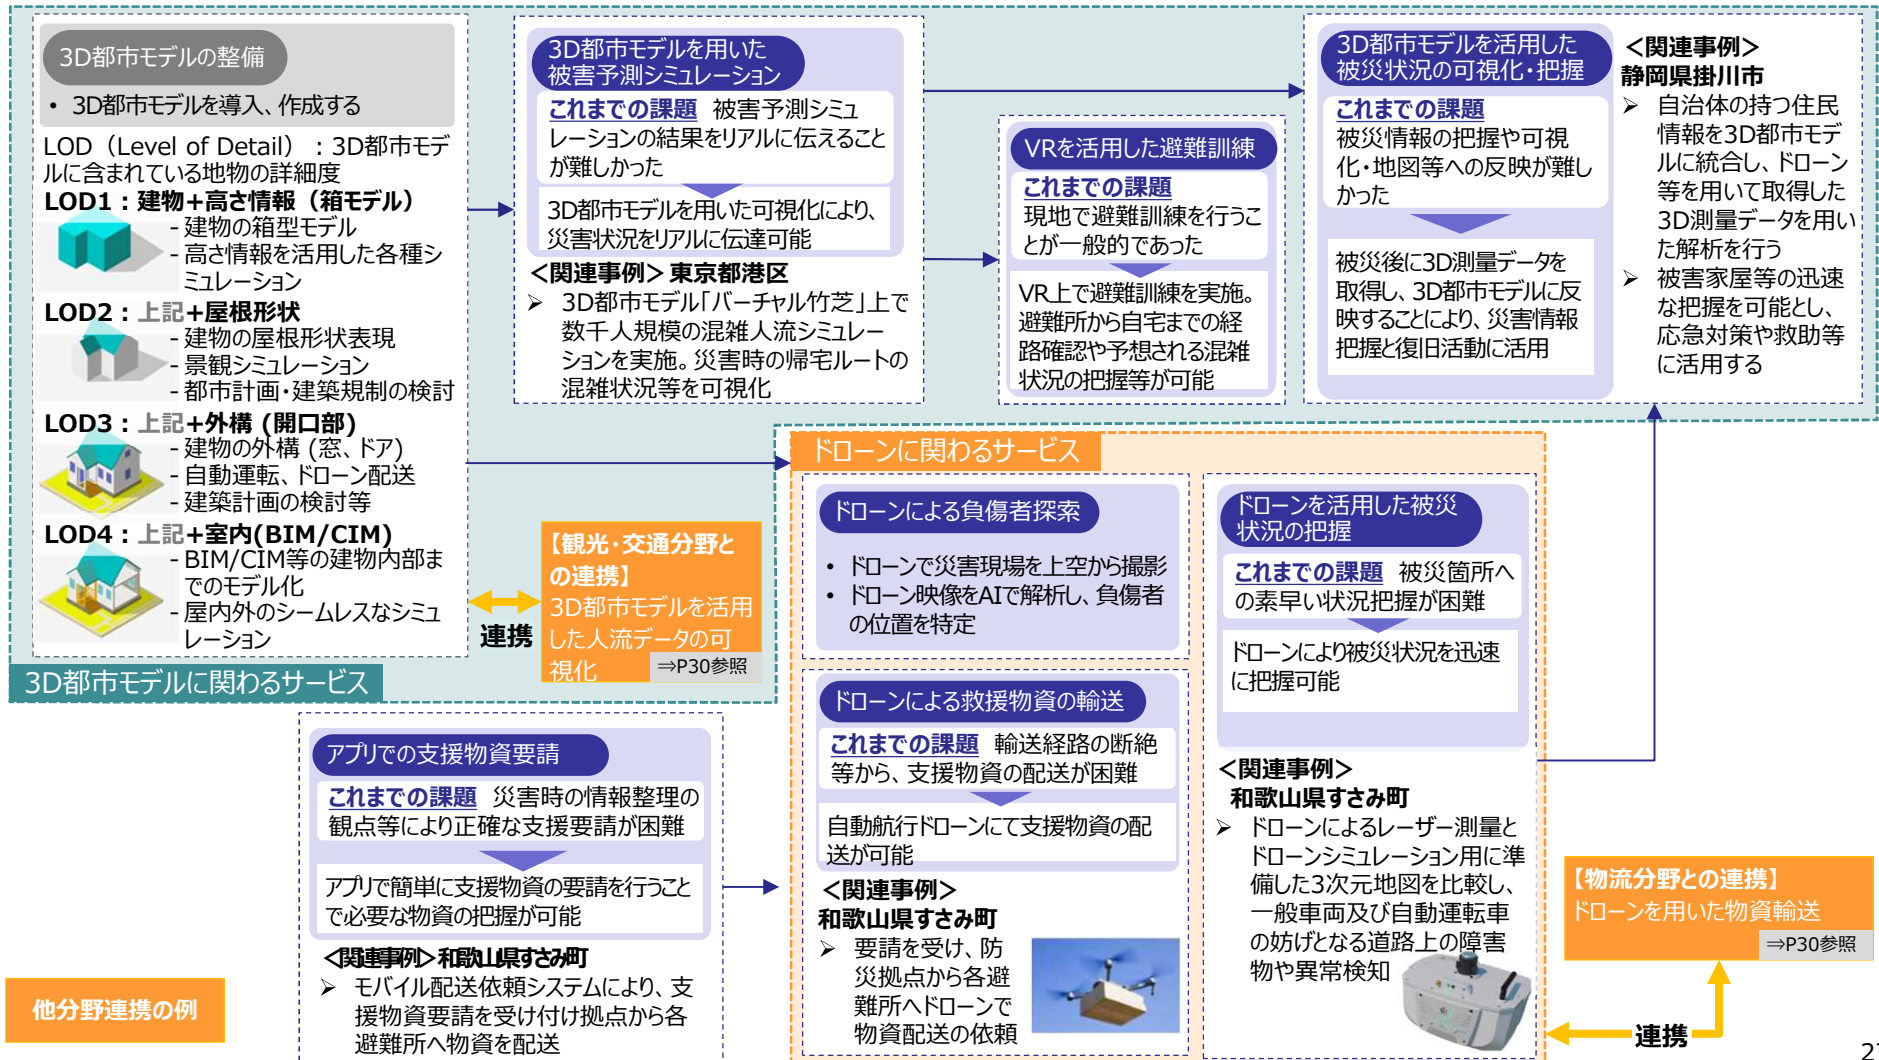 3D都市モデルの整備
• 3D都市モデルを導入、作成する
LOD（Level of Detail）：3D都市モデ
ルに含まれている地物の詳細度
LOD1：建物+高さ情報（箱モデル）
- 建物の箱型モデル
- 高さ情報を活用した各種シ
ミュレーション
LOD2：上記+屋根形状
- 建物の屋根形状表現
- 景観シミュレーション
- 都市計画・建築規制の検討
LOD3：上記+外構 (開口部)
- 建物の外構 (窓、ドア)
- 自動運転、ドローン配送
- 建築計画の検討等
LOD4：上記+室内(BIM/CIM)
- BIM/CIM等の建物内部ま
でのモデル化
- 屋内外のシームレスなシミュ
レーション
3D都市モデルに関わるサービス
3D都市モデルを用いた
被害予測シミュレーション
これまでの課題 被害予測シミュ
レーションの結果をリアルに伝えること
が難しかった
3D都市モデルを用いた可視化により、
災害状況をリアルに伝達可能
＜関連事例＞東京都港区
➢ 3D都市モデル「バーチャル竹芝」上で
数千人規模の混雑人流シミュレー
ションを実施。災害時の帰宅ルートの
混雑状況等を可視化
VRを活用した避難訓練
これまでの課題
現地で避難訓練を行うこ
とが一般的であった
VR上で避難訓練を実施。
避難所から自宅までの経
路確認や予想される混雑
状況の把握等が可能
3D都市モデルを活用した
被災状況の可視化・把握
これまでの課題
被災情報の把握や可視
化・地図等への反映が難し
かった
被災後に3D測量データを
取得し、3D都市モデルに反
映することにより、災害情報
把握と復旧活動に活用
＜関連事例＞
静岡県掛川市
➢ 自治体の持つ住民
情報を3D都市モデ
ルに統合し、ドローン
等を用いて取得した
3D測量データを用い
た解析を行う
➢ 被害家屋等の迅速
な把握を可能とし、
応急対策や救助等
に活用する
連携
【観光・交通分野と
の連携】
3D都市モデルを活用
した人流データの可
視化
⇒P30参照
ドローンに関わるサービス
ドローンによる負傷者探索
• ドローンで災害現場を上空から撮影
• ドローン映像をAIで解析し、負傷者
の位置を特定
ドローンによる救援物資の輸送
これまでの課題 輸送経路の断絶
等から、支援物資の配送が困難
自動航行ドローンにて支援物資の配
送が可能
＜関連事例＞
和歌山県すさみ町
➢ 要請を受け、防
災拠点から各避
難所へドローンで
物資配送の依頼
ドローンを活用した被災
状況の把握
これまでの課題 被災箇所へ
の素早い状況把握が困難
ドローンにより被災状況を迅速
に把握可能
＜関連事例＞
和歌山県すさみ町
➢ ドローンによるレーザー測量と
ドローンシミュレーション用に準
備した3次元地図を比較し、
一般車両及び自動運転車
の妨げとなる道路上の障害
物や異常検知
アプリでの支援物資要請
これまでの課題 災害時の情報整理の
観点等により正確な支援要請が困難
アプリで簡単に支援物資の要請を行うこと
で必要な物資の把握が可能
＜関連事例＞和歌山県すさみ町
➢ モバイル配送依頼システムにより、支
援物資要請を受け付け拠点から各
避難所へ物資を配送
他分野連携の例
【物流分野との連携】
ドローンを用いた物資輸送
⇒P30参照
連携